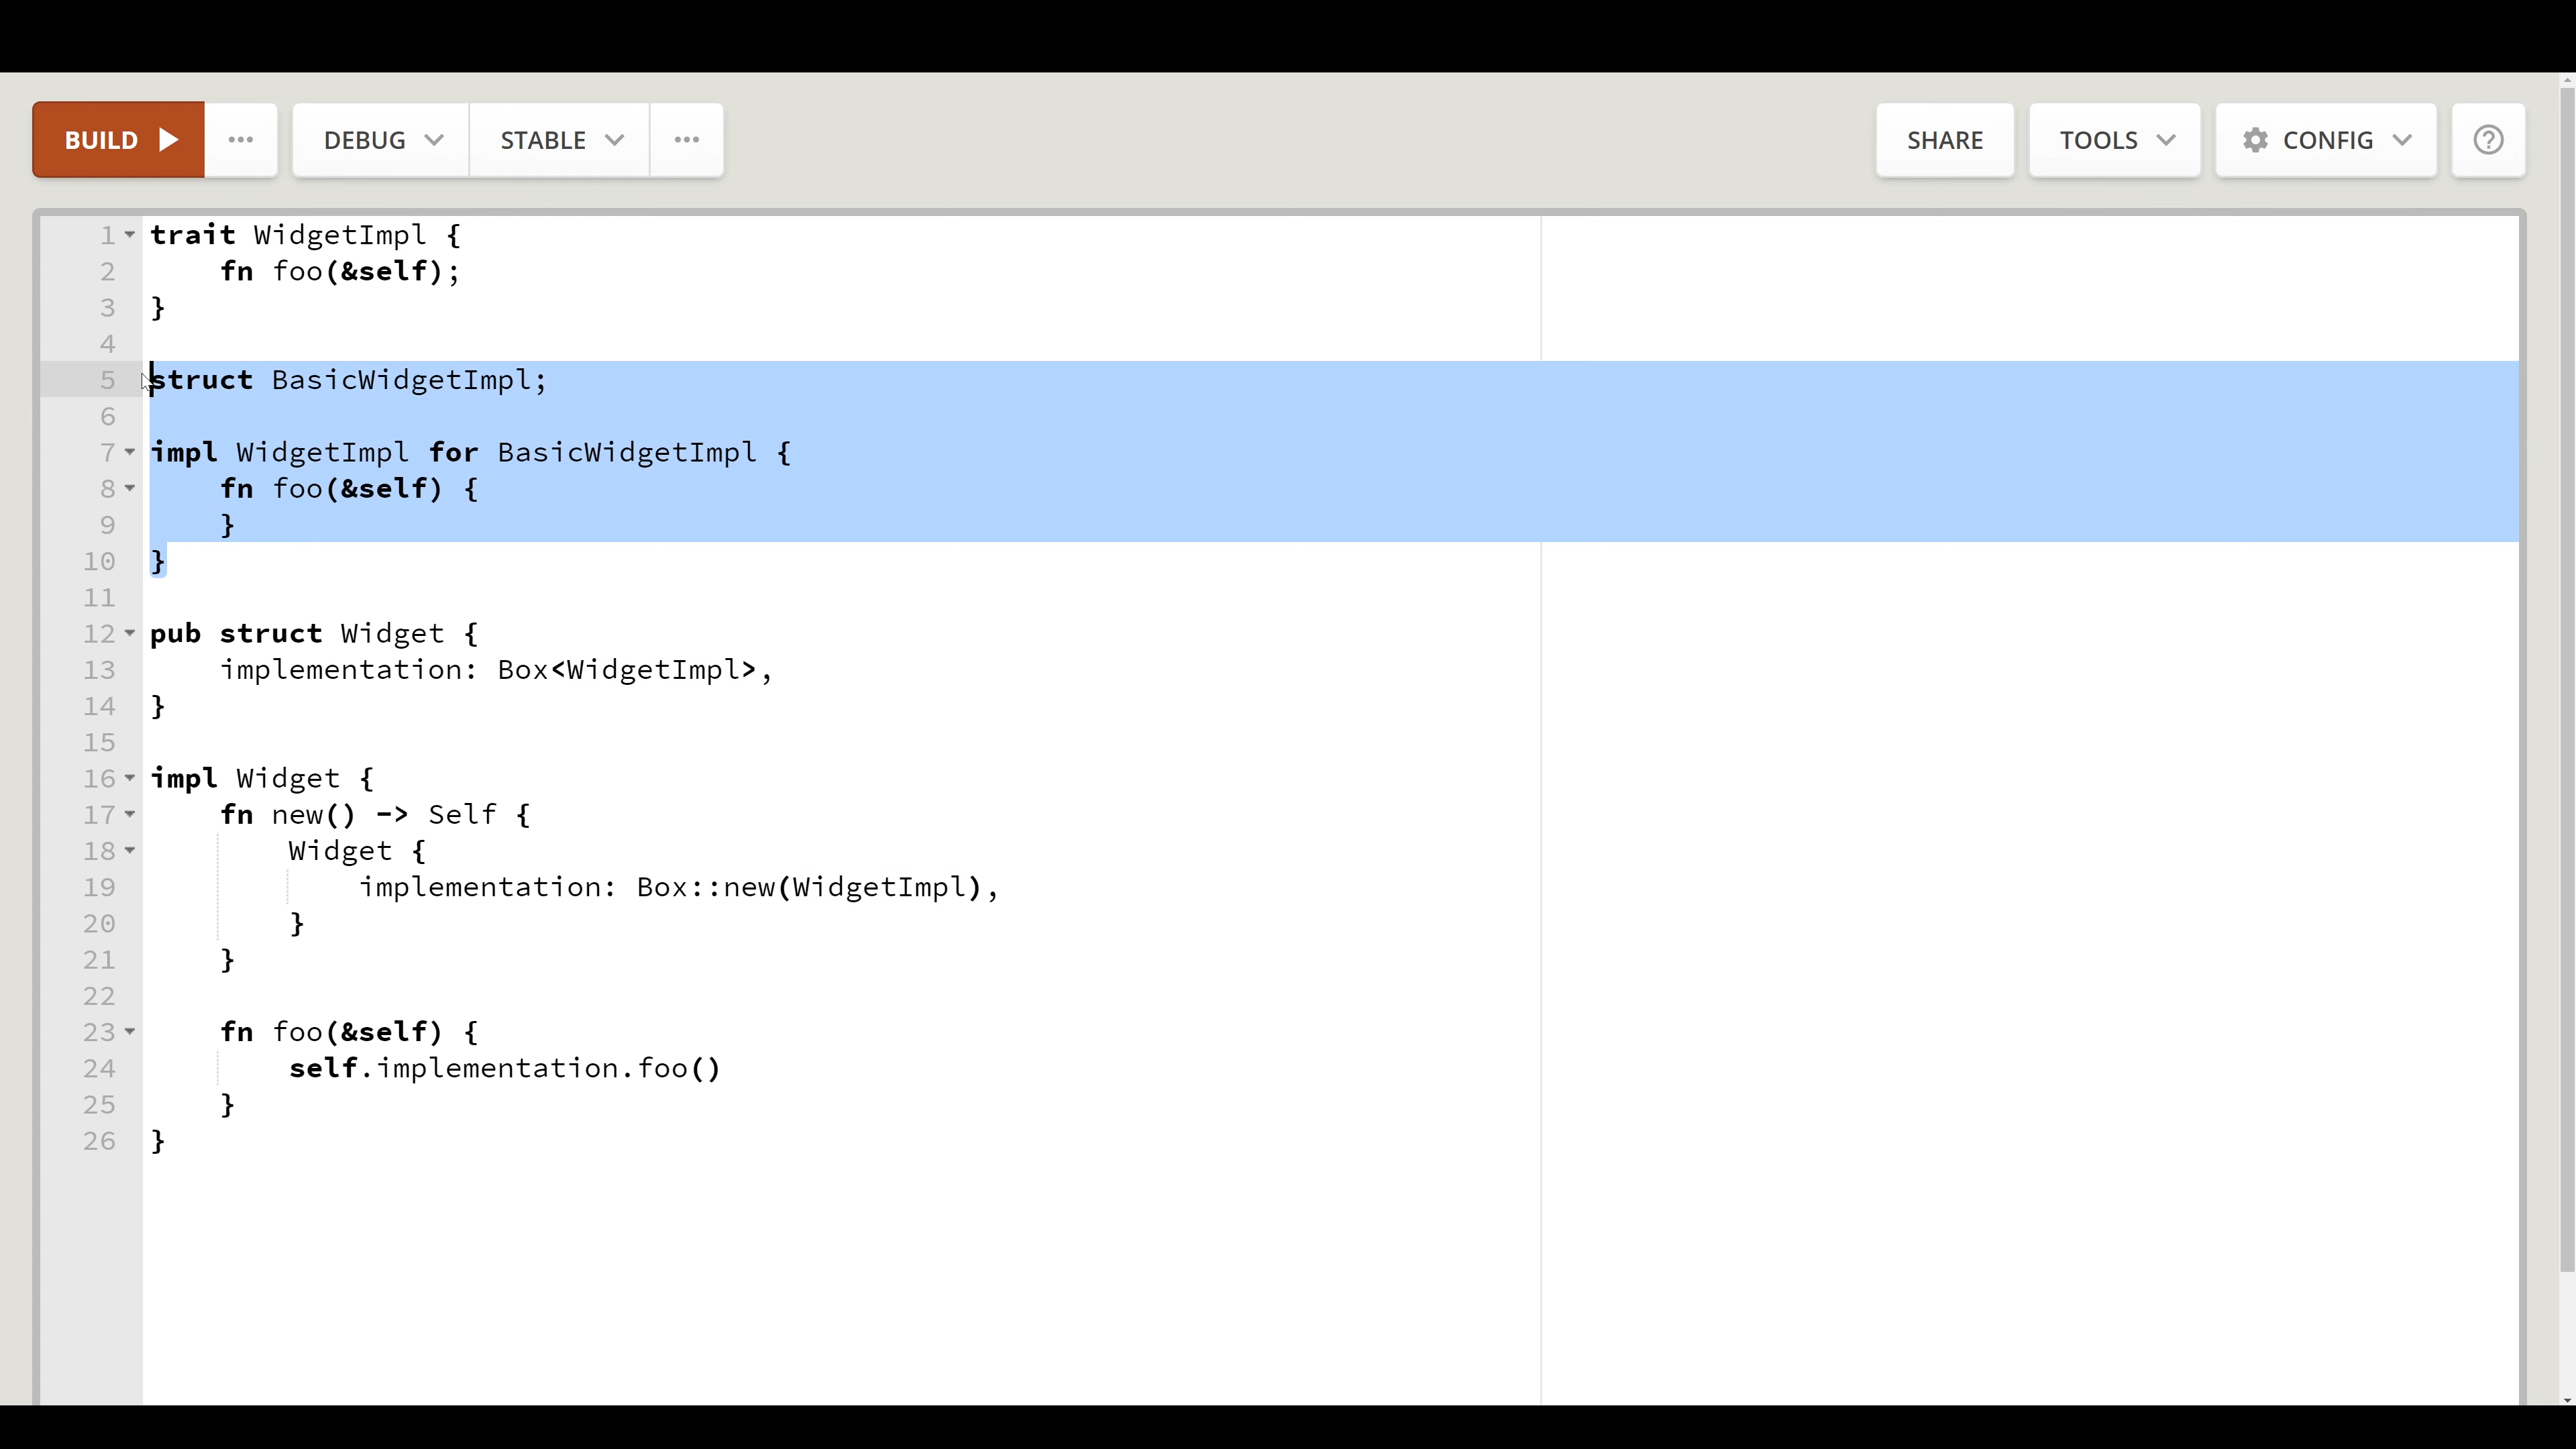 BUILD ... DEBUG STABLE ... SHARE TOOLS CONFIG ?
1 trait WidgetImpl {
2     fn foo(&self);
3 }
4
5 struct BasicWidgetImpl;
6
7 impl WidgetImpl for BasicWidgetImpl {
8     fn foo(&self) {
9     }
10 }
11
12 pub struct Widget {
13     implementation: Box<WidgetImpl>,
14 }
15
16 impl Widget {
17     fn new() -> Self {
18         Widget {
19             implementation: Box::new(WidgetImpl),
20         }
21     }
22
23     fn foo(&self) {
24         self.implementation.foo()
25     }
26 }